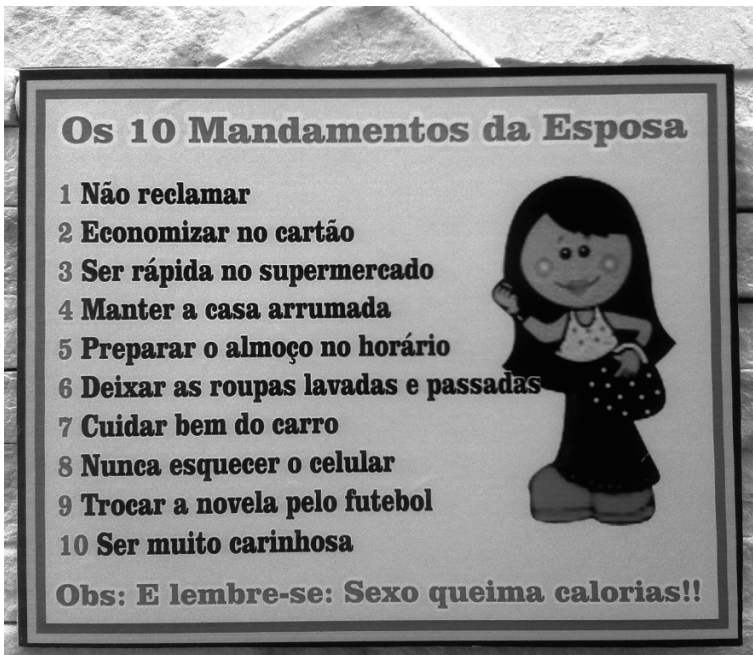 Os 10 Mandamentos da Esposa
1 Não reclamar
2 Economizar no cartão
3 Ser rápida no supermercado
4 Manter a casa arrumada
5 Preparar o almoço no horário
6 Deixar as roupas lavadas e passadas
7 Cuidar bem do carro
8 Nunca esquecer o celular
9 Trocar a novela pelo futebol
10 Ser muito carinhosa
Obs: E lembre-se: Sexo queima calorias!!